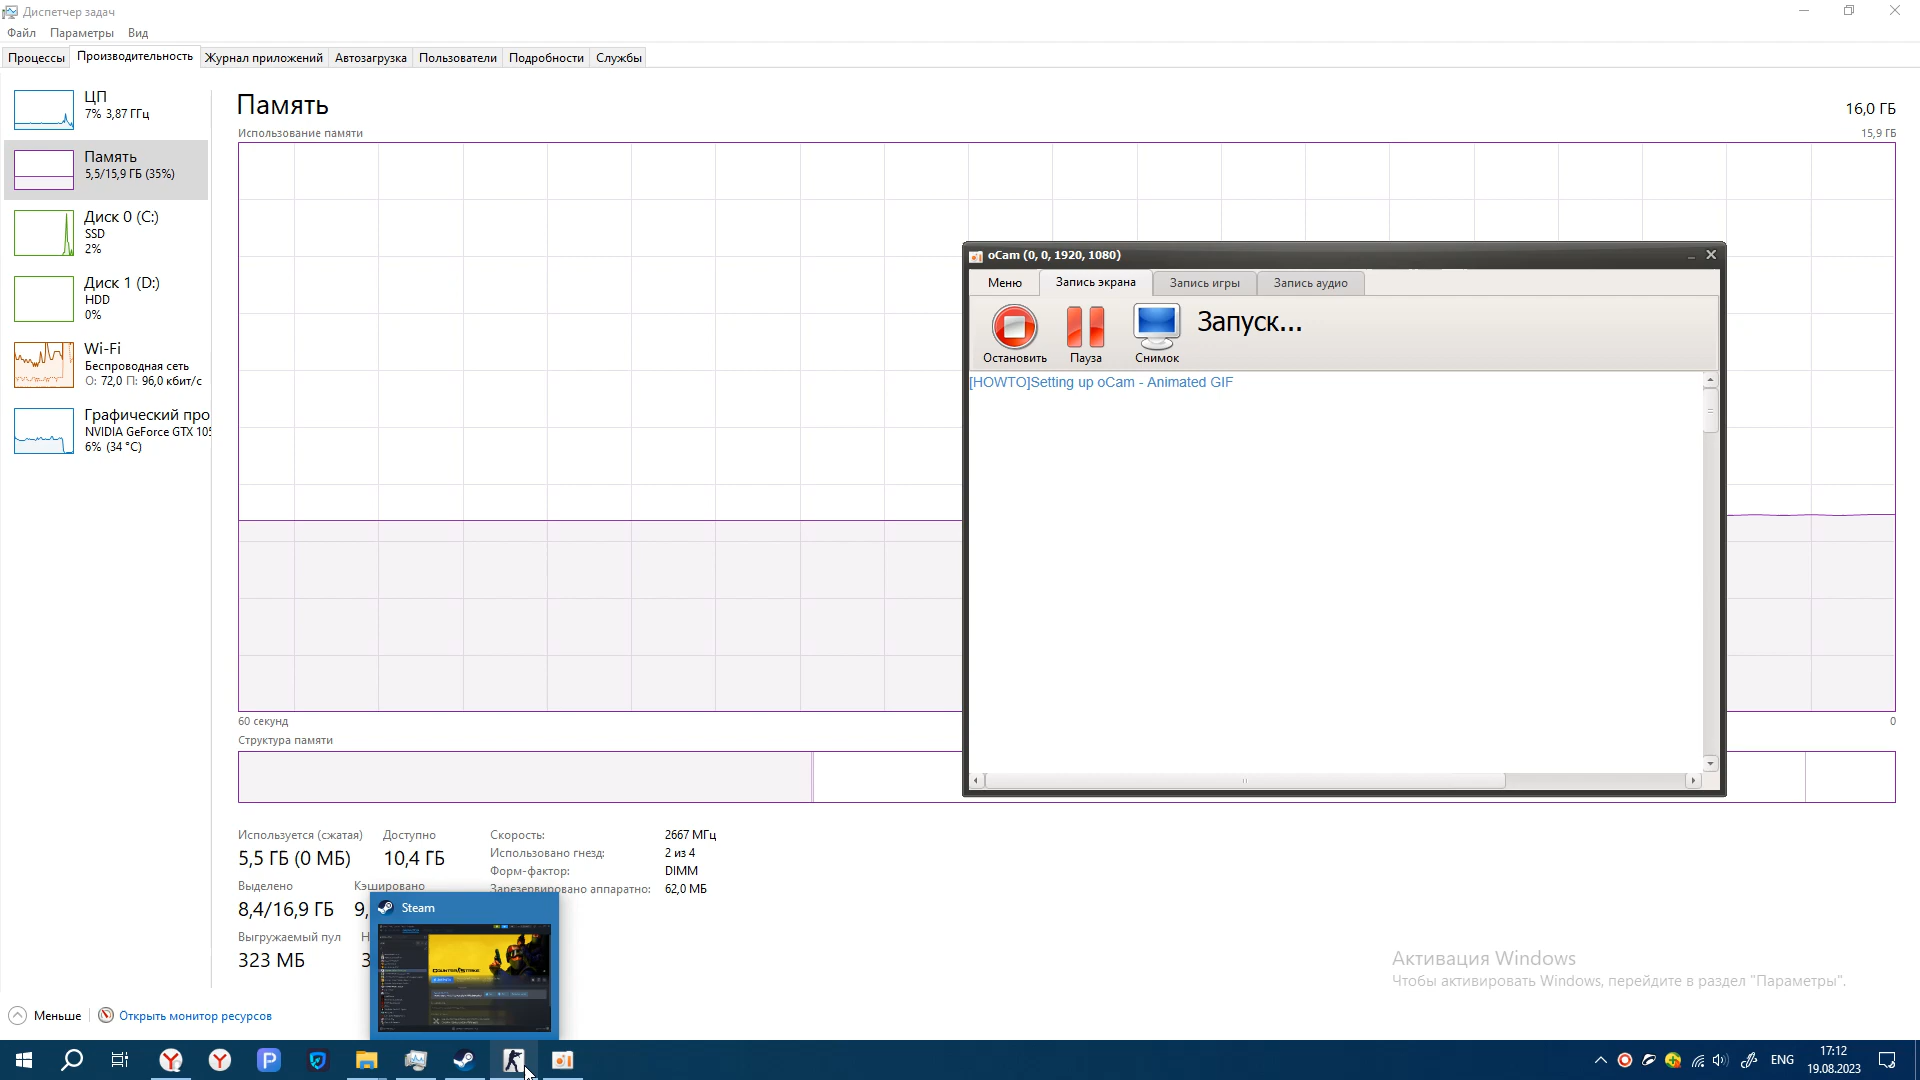 Диспетчер задач
Файл Параметры Вид
Процессы Производительность Журнал приложений Автозагрузка Пользователи Подробности Службы
ЦП
7% 3,87 ГГц
Память
5,5/15,9 ГБ (35%)
Диск 0 (C:)
SSD
2%
Диск 1 (D:)
HDD
0%
Wi-Fi
Беспроводная сеть
О: 72,0 П: 96,0 кбит/с
Графический про
NVIDIA GeForce GTX 105
6% (34 °C)
Память
16,0 ГБ
Использование памяти
15,9 ГБ
60 секунд
0
Структура памяти
oCam (0, 0, 1920, 1080)
Меню Запись экрана Запись игры Запись аудио
Остановить Пауза Снимок
Запуск...
[HOWTO]Setting up oCam - Animated GIF
Используется (сжатая) Доступно
5,5 ГБ (0 МБ) 10,4 ГБ
Выделено Кэшировано
8,4/16,9 ГБ 9,
Выгружаемый пул Н
323 МБ 3
Скорость: 2667 МГц
Использовано гнезд: 2 из 4
Форм-фактор: DIMM
Зарезервировано аппаратно: 62,0 МБ
Steam
COUNTER STRIKE
Активация Windows
Чтобы активировать Windows, перейдите в раздел "Параметры".
Меньше
Открыть монитор ресурсов
ENG
17:12
19.08.2023